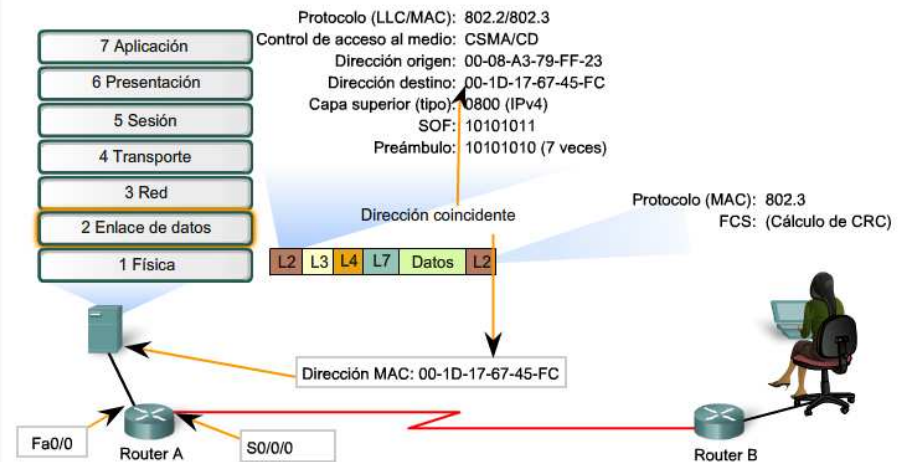 Protocolo (LLC/MAC): 802.2/802.3
Control de acceso al medio: CSMA/CD
Dirección origen: 00-08-A3-79-FF-23
Dirección destino: 00-1D-17-67-45-FC
Capa superior (tipo): 0800 (IPv4)
SOF: 10101011
Preámbulo: 10101010 (7 veces)
7 Aplicación
6 Presentación
5 Sesión
4 Transporte
3 Red
2 Enlace de datos
1 Física
Dirección coincidente
Protocolo (MAC): 802.3
FCS: (Cálculo de CRC)
L2 L3 L4 L7 Datos L2
Dirección MAC: 00-1D-17-67-45-FC
Fa0/0
Router A
S0/0/0
Router B